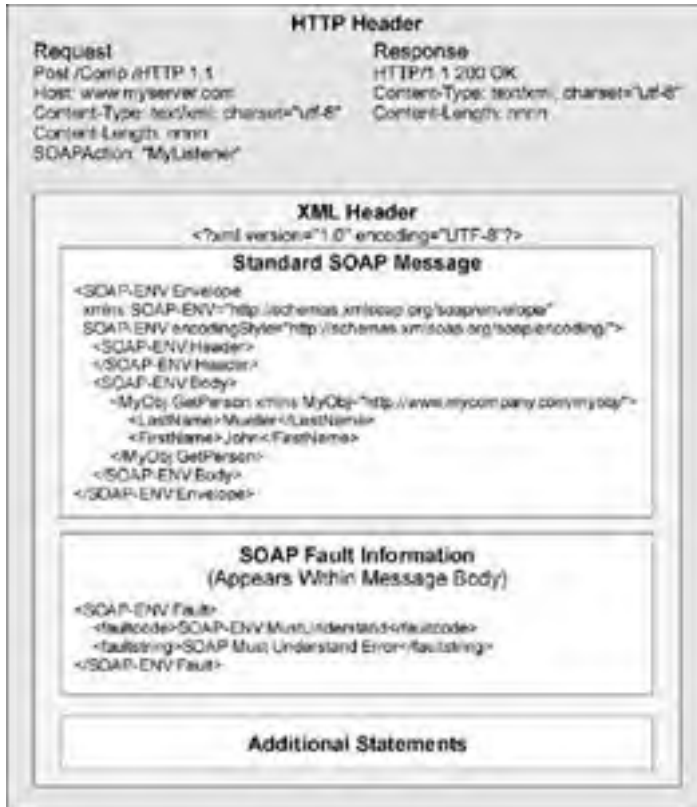 HTTP Header
Request
Post /Comp /HTTP 1.1
Host: www.myserver.com
Content-Type: text/xml; charset="utf-8"
Content-Length: nnnn
SOAPAction: "MyListener"
Response
HTTP/1.1 200 OK
Content-Type: text/xml; charset="utf-8"
Content-Length: nnnn
XML Header
<?xml version="1.0" encoding="UTF-8"?>
Standard SOAP Message
<SOAP-ENV:Envelope
xmlns:SOAP-ENV="http://schemas.xmlsoap.org/soap/envelope"
SOAP-ENV:encodingStyle="http://schemas.xmlsoap.org/soap/encoding/">
<SOAP-ENV:Header>
</SOAP-ENV:Header>
<SOAP-ENV:Body>
<MyObj:GetPerson xmlns:MyObj="http://www.mycompany.com/myobj/">
<LastName>Mueller</LastName>
<FirstName>John</FirstName>
</MyObj:GetPerson>
</SOAP-ENV:Body>
</SOAP-ENV:Envelope>
SOAP Fault Information
(Appears Within Message Body)
<SOAP-ENV:Fault>
<faultcode>SOAP-ENV:MustUnderstand</faultcode>
<faultstring>SOAP Must Understand Error</faultstring>
</SOAP-ENV:Fault>
Additional Statements